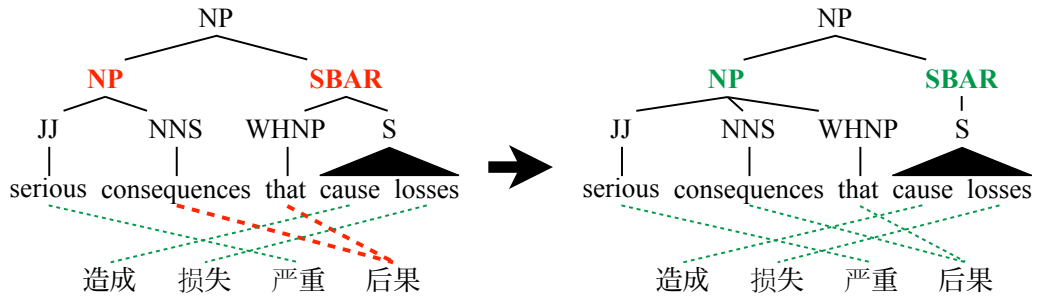 NP NP
NP SBAR NP SBAR
JJ NNS WHNP S JJ NNS WHNP S
serious consequences that cause losses serious consequences that cause losses
造成 损失 严重 后果 造成 损失 严重 后果